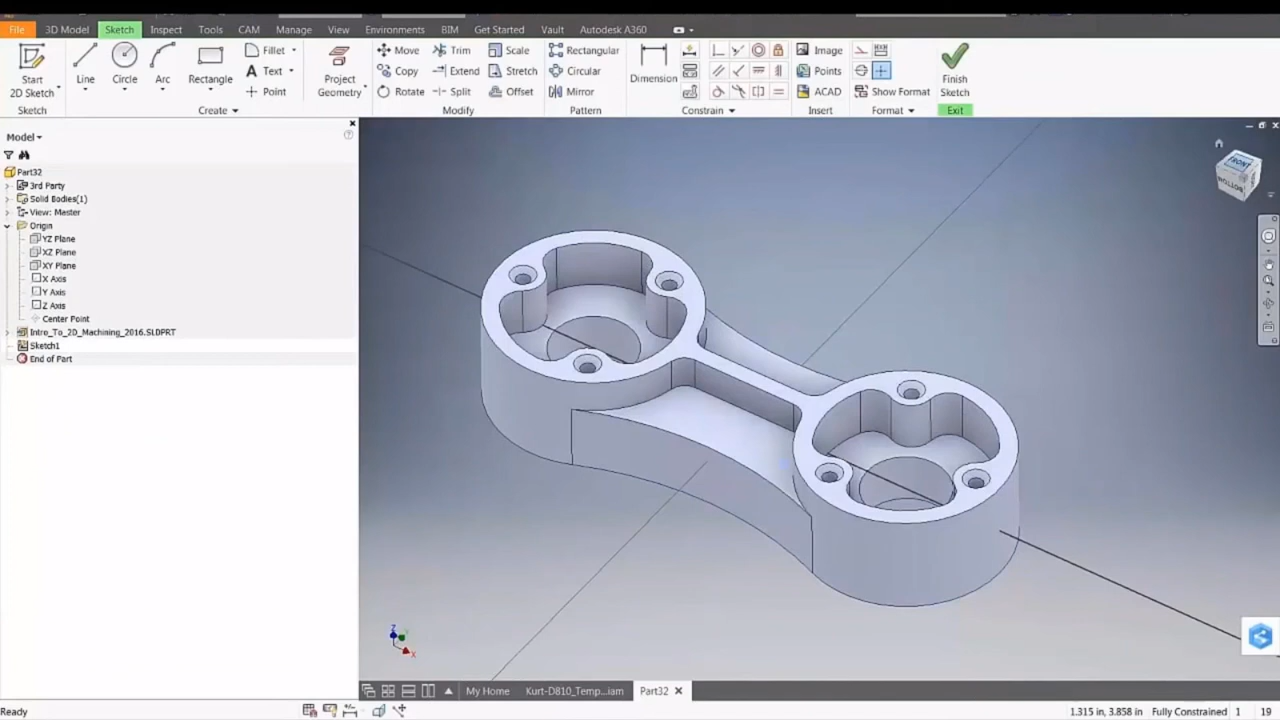 File 3D Model Sketch Inspect Tools CAM Manage View Environments BIM Get Started Vault Autodesk A360
Start
2D Sketch
Line
Circle
Arc
Rectangle
Fillet
Text
Point
Project
Geometry
Move
Copy
Rotate
Trim
Extend
Split
Scale
Stretch
Offset
Rectangular
Circular
Mirror
Dimension
Image
Points
ACAD
Show Format
Finish
Sketch
Sketch
Create
Modify
Pattern
Constrain
Insert
Format
Exit
Model
Part32
3rd Party
Solid Bodies(1)
View: Master
Origin
YZ Plane
XZ Plane
XY Plane
X Axis
Y Axis
Z Axis
Center Point
Intro_To_2D_Machining_2016.SLDPRT
Sketch1
End of Part
FRONT
BOTTOM
Z
X
My Home Kurt-D810_Temp...iam Part32
Ready
1.315 in, 3.858 in Fully Constrained 1 19